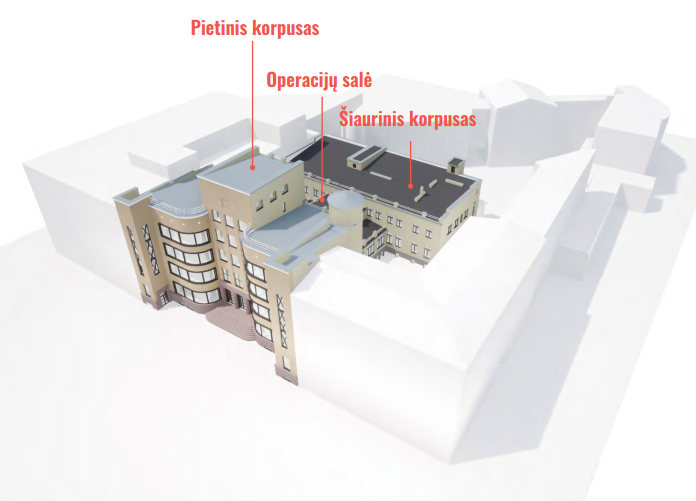 Pietinis korpusas
Operacijų salė
Šiaurinis korpusas